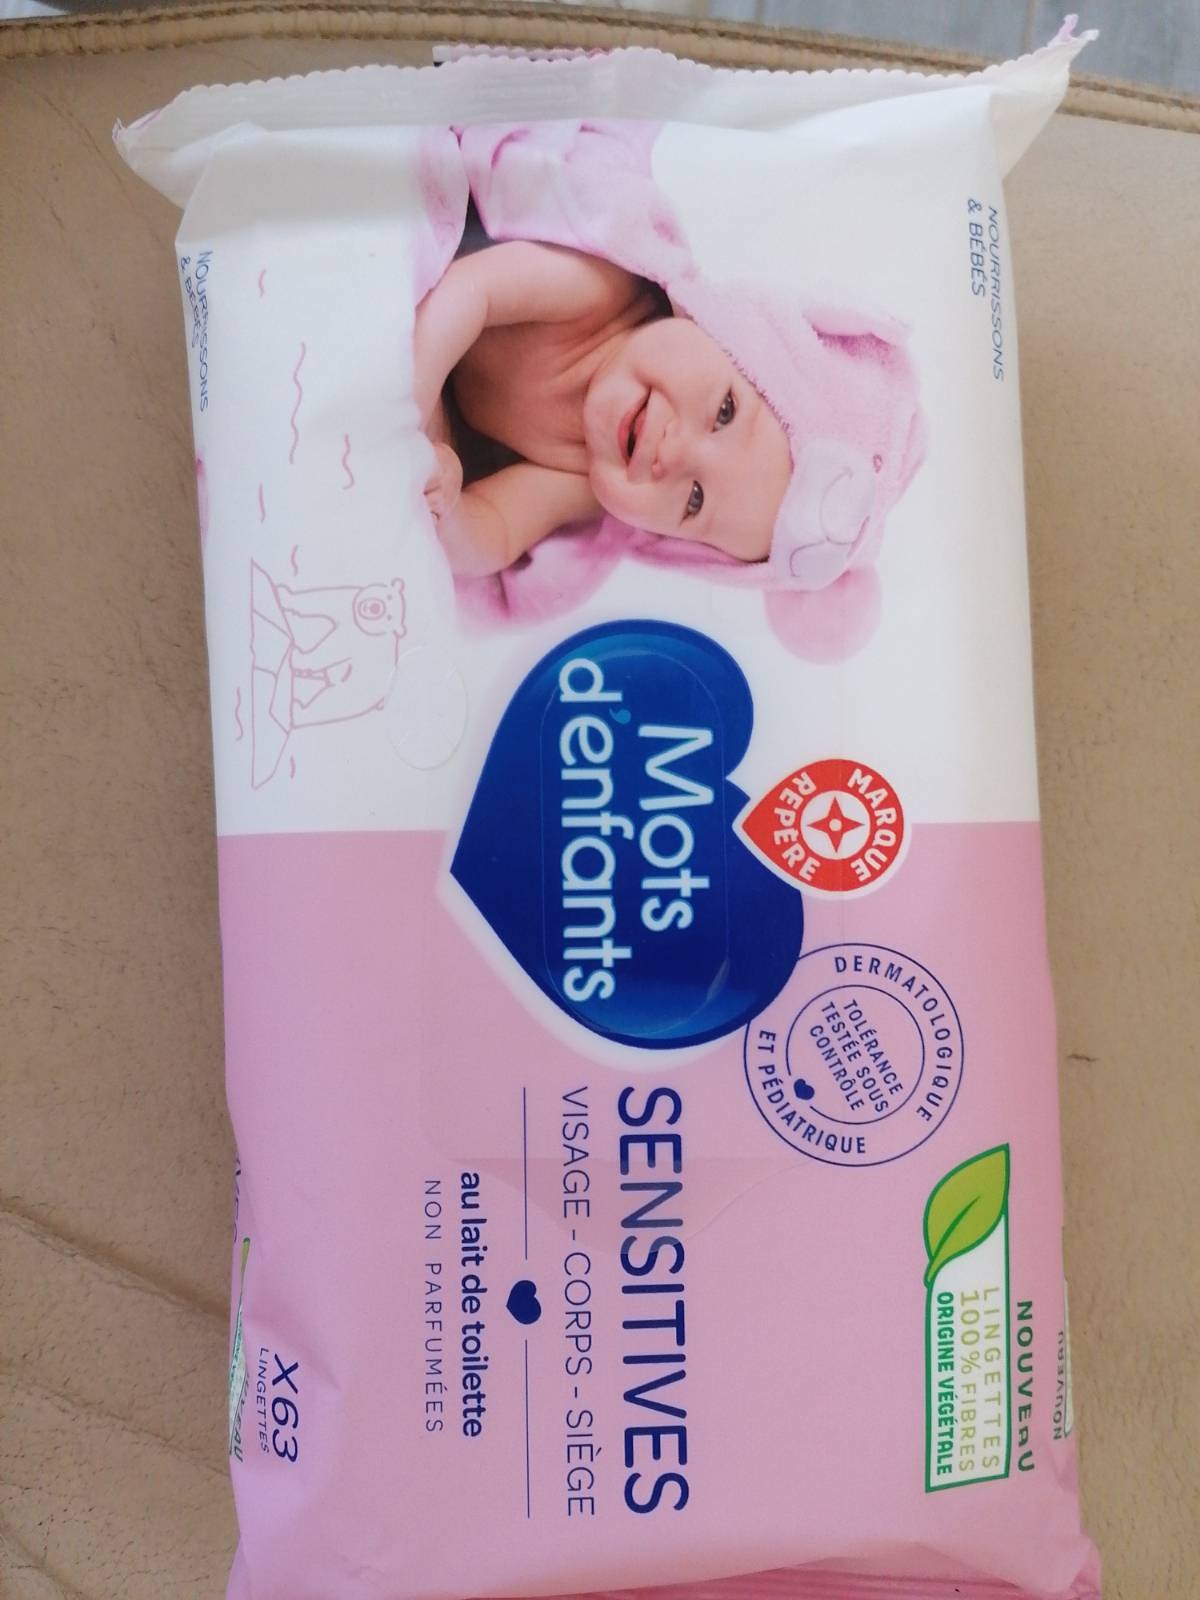 NOURRISSONS
& BÉBÉS
MARQUE
REPÈRE
Mots
d'enfants
DERMATOLOGIQUE
ET PÉDIATRIQUE
TOLÉRANCE
TESTÉE SOUS
CONTRÔLE
NOUVEAU
LINGETTES
100% FIBRES
ORIGINE VÉGÉTALE
SENSITIVES
VISAGE - CORPS - SIÈGE
au lait de toilette
NON PARFUMÉES
X63
LINGETTES
NOURRISSONS
& BÉBÉS
NOUVEAU